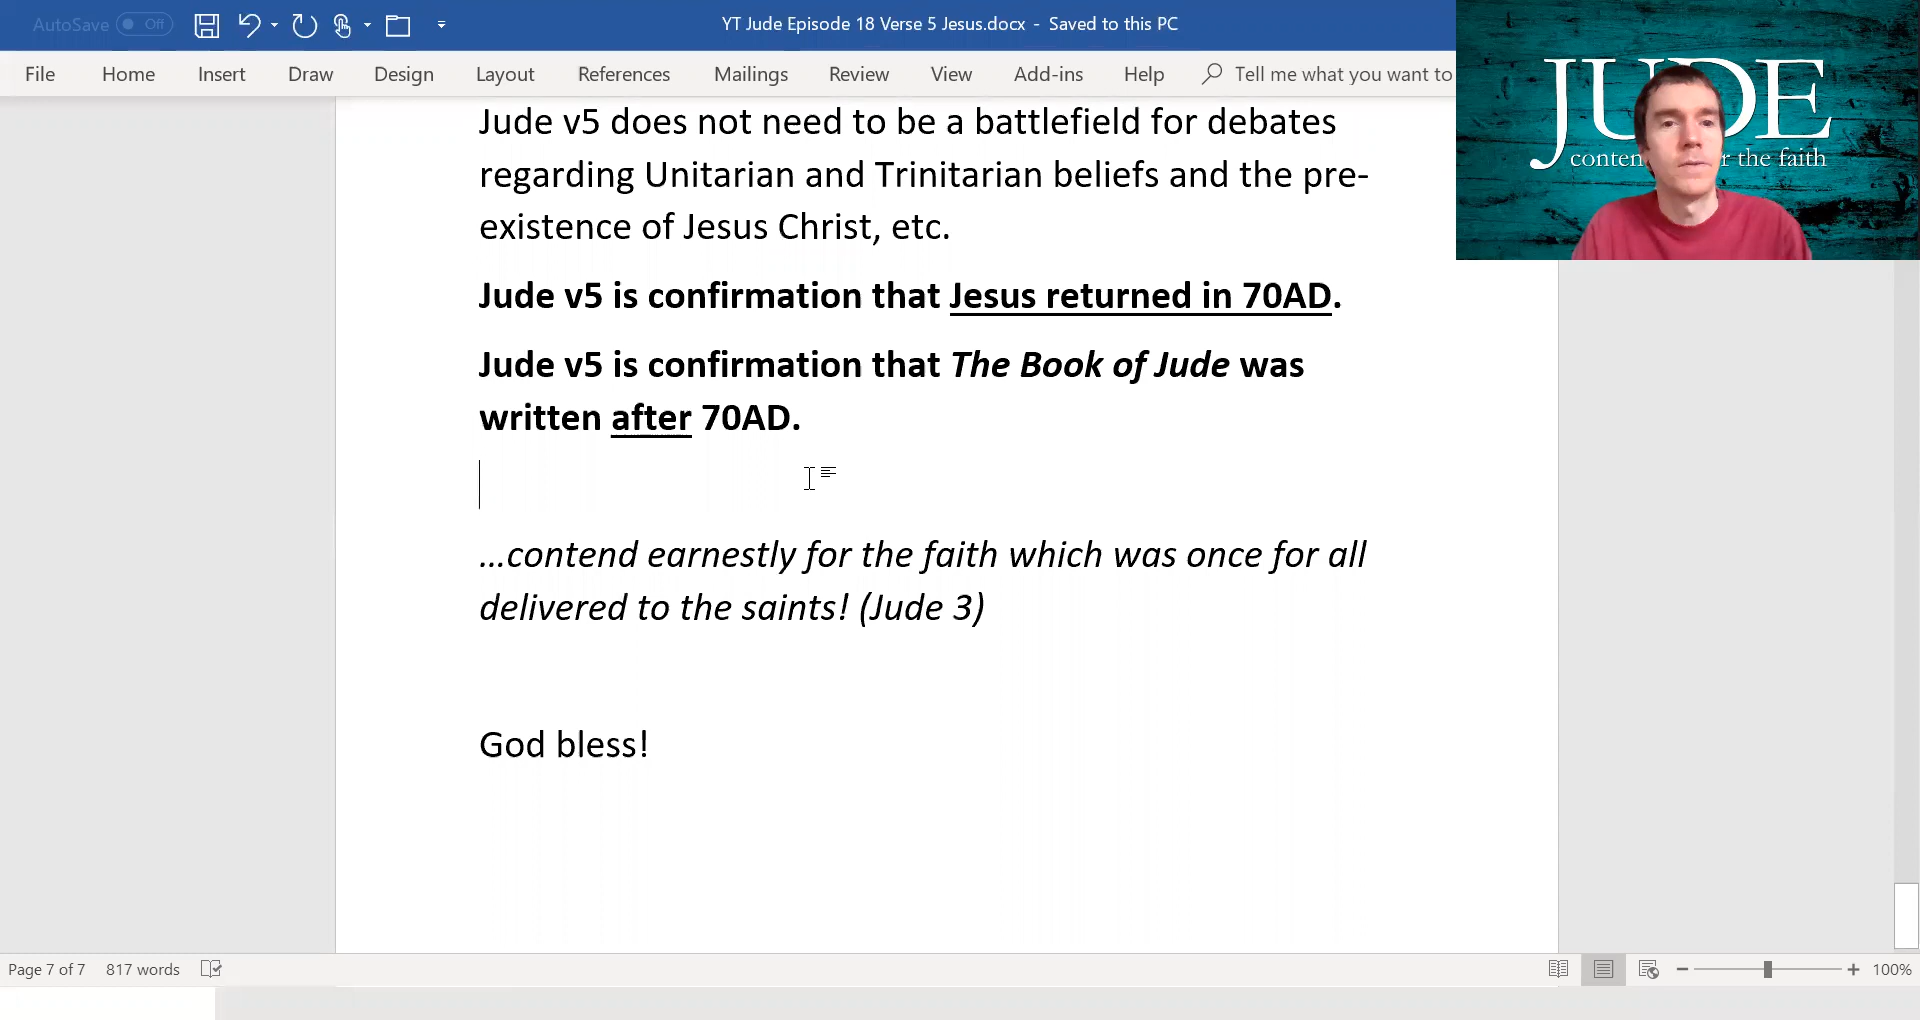 AutoSave Off
YT Jude Episode 18 Verse 5 Jesus.docx - Saved to this PC
File Home Insert Draw Design Layout References Mailings Review View Add-ins Help Tell me what you want to
JUDE
conten r the faith
Jude v5 does not need to be a battlefield for debates
regarding Unitarian and Trinitarian beliefs and the pre-
existence of Jesus Christ, etc.
Jude v5 is confirmation that Jesus returned in 70AD.
Jude v5 is confirmation that The Book of Jude was
written after 70AD.
...contend earnestly for the faith which was once for all
delivered to the saints! (Jude 3)
God bless!
Page 7 of 7 817 words
100%